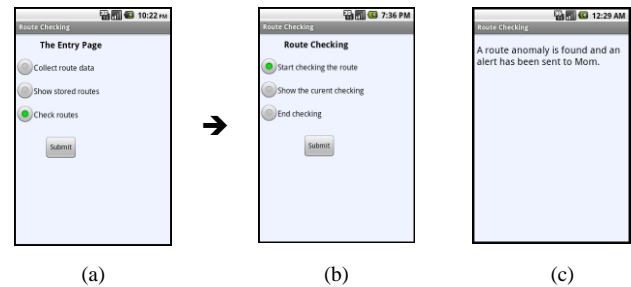 10:22 PM
Route Checking
The Entry Page
Collect route data
Show stored routes
Check routes
Submit
(a)
7:36 PM
Route Checking
Route Checking
Start checking the route
Show the curent checking
End checking
Submit
(b)
12:29 AM
Route Checking
A route anomaly is found and an
alert has been sent to Mom.
(c)